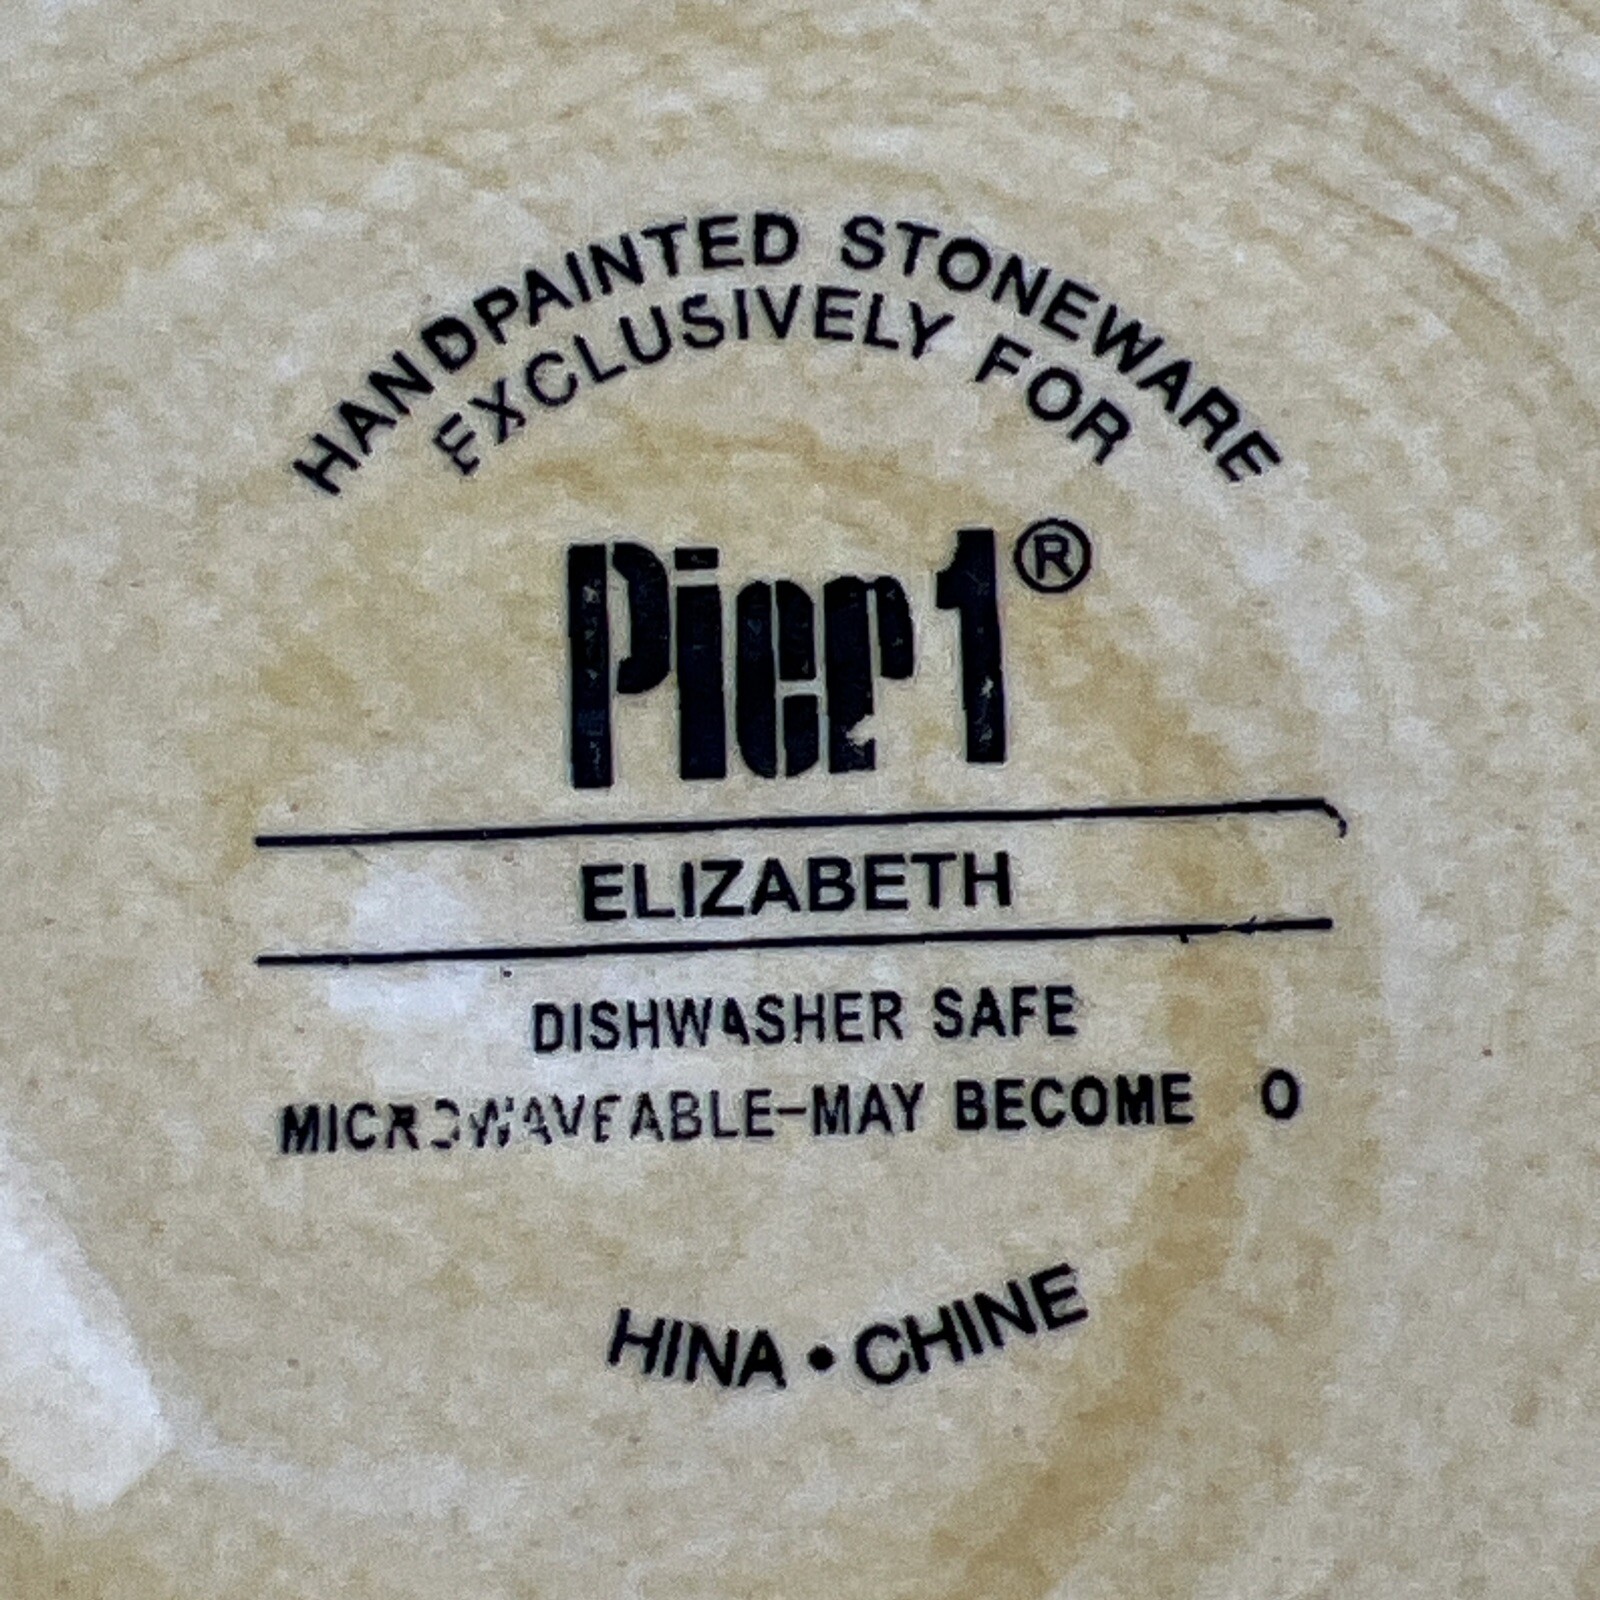 HANDPAINTED STONEWARE
EXCLUSIVELY FOR
Pier 1®
ELIZABETH
DISHWASHER SAFE
MICROWAVEABLE-MAY BECOME O
HINA • CHINE